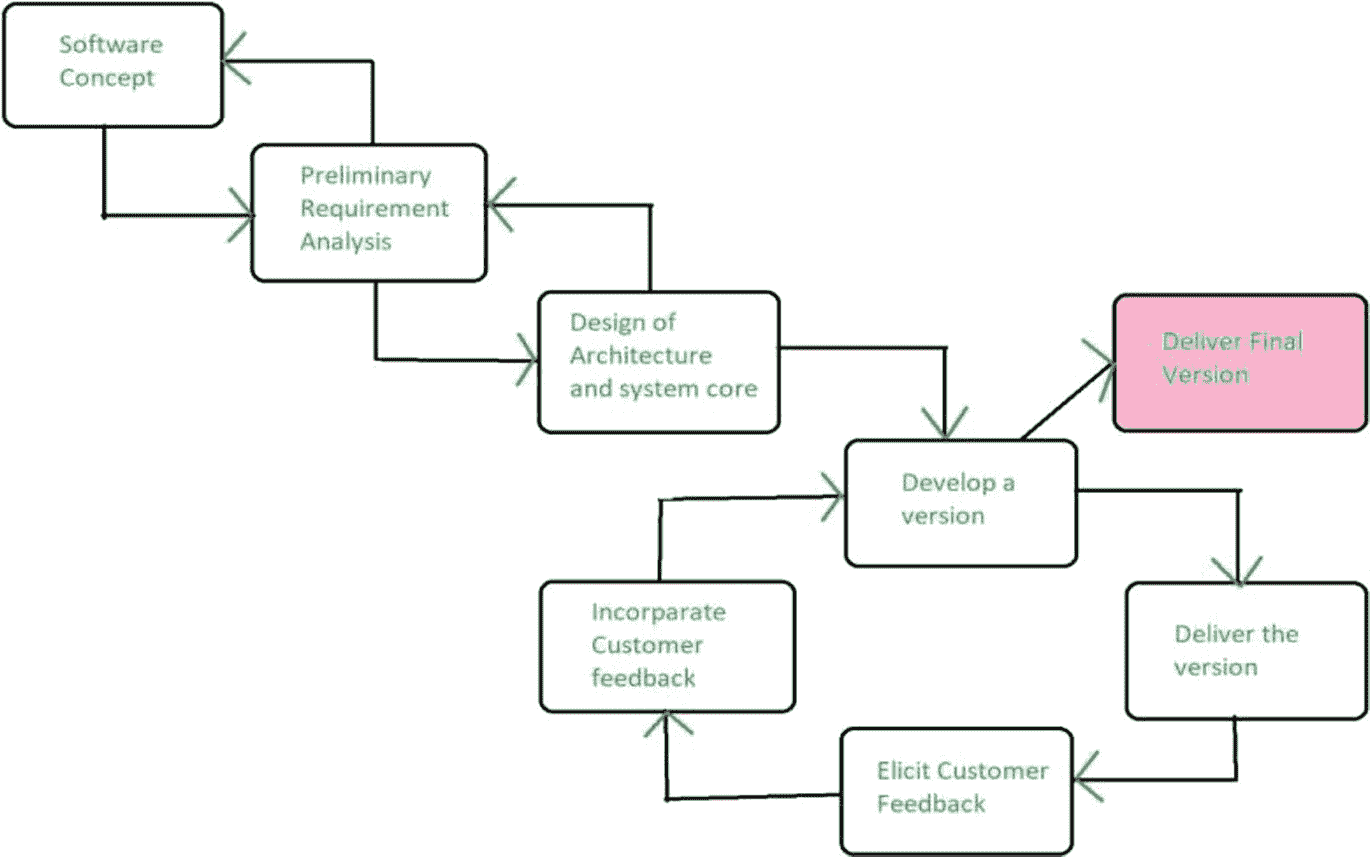 Software
Concept
Preliminary
Requirement
Analysis
Design of
Architecture
and system core
Deliver Final
Version
Develop a
version
Incorparate
Customer
feedback
Deliver the
version
Elicit Customer
Feedback